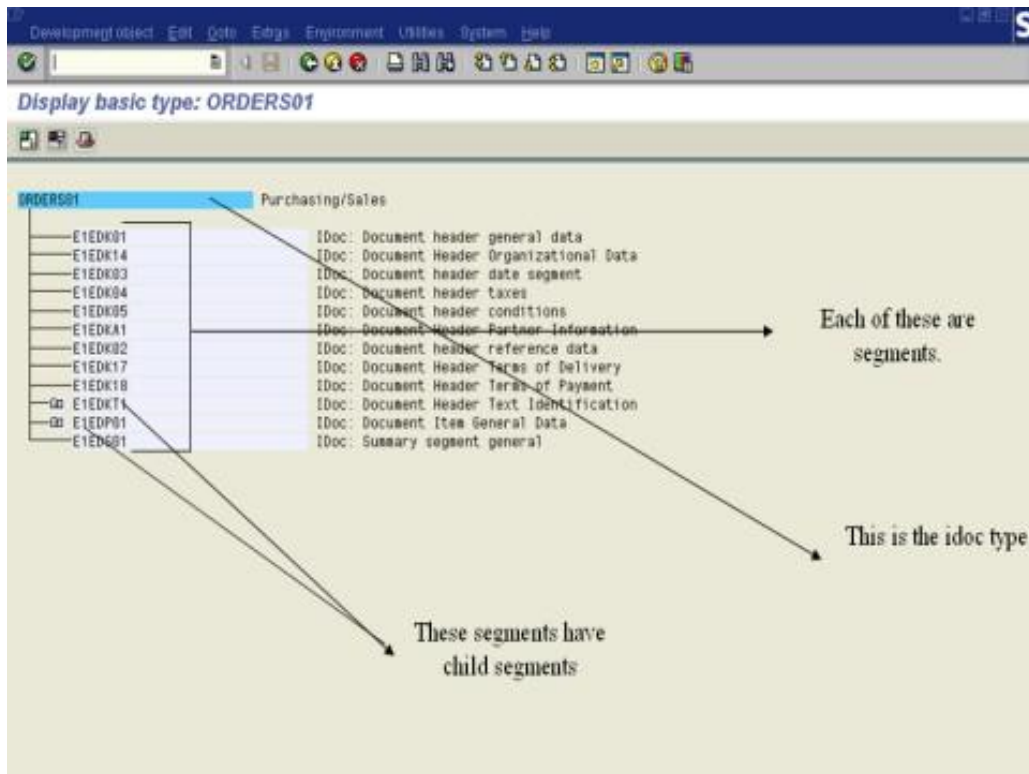 Development object Edit Goto Extras Environment Utilities System Help
Display basic type: ORDERS01
ORDERS01 Purchasing/Sales
E1EDK01 IDoc: Document header general data
E1EDK14 IDoc: Document Header Organizational Data
E1EDK03 IDoc: Document header date segment
E1EDK04 IDoc: Document header taxes
E1EDK05 IDoc: Document header conditions
E1EDKA1 IDoc: Document Header Partner Information
E1EDK02 IDoc: Document header reference data
E1EDK17 IDoc: Document Header Terms of Delivery
E1EDK18 IDoc: Document Header Terms of Payment
E1EDKT1 IDoc: Document Header Text Identification
E1EDP01 IDoc: Document Item General Data
E1EDS01 IDoc: Summary segment general
Each of these are
segments.
This is the idoc type
These segments have
child segments